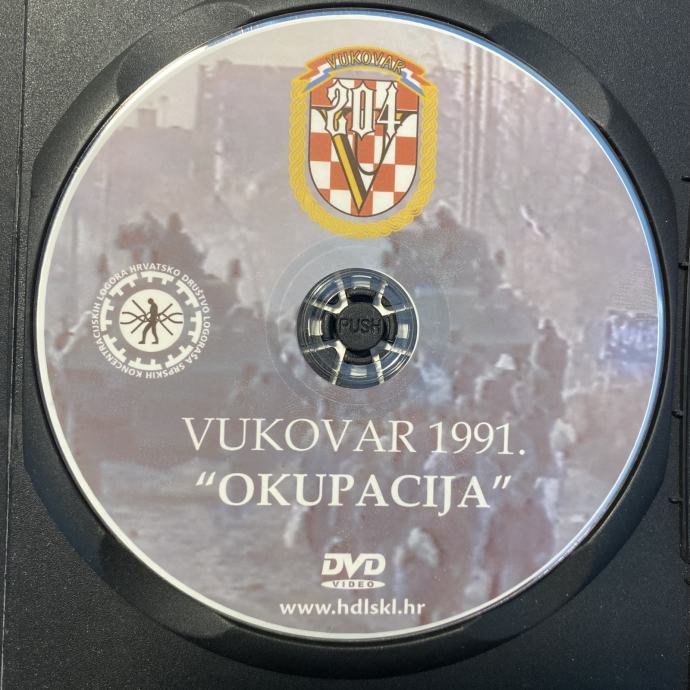 VUKOVAR
204
HRVATSKO DRUŠTVO LOGORAŠA SRPSKIH KONCENTRACIJSKIH LOGORA
PUSH
VUKOVAR 1991.
“OKUPACIJA”
DVD
VIDEO
www.hdlskl.hr